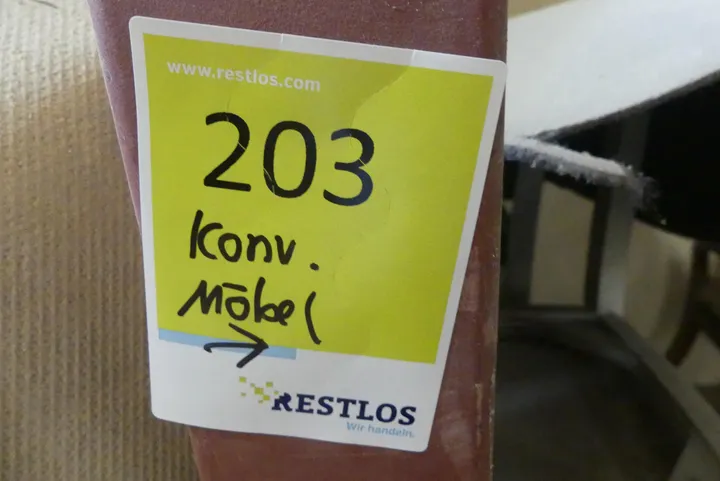 www.restlos.com
203
Konv.
Möbel
→
RESTLOS
Wir handeln.